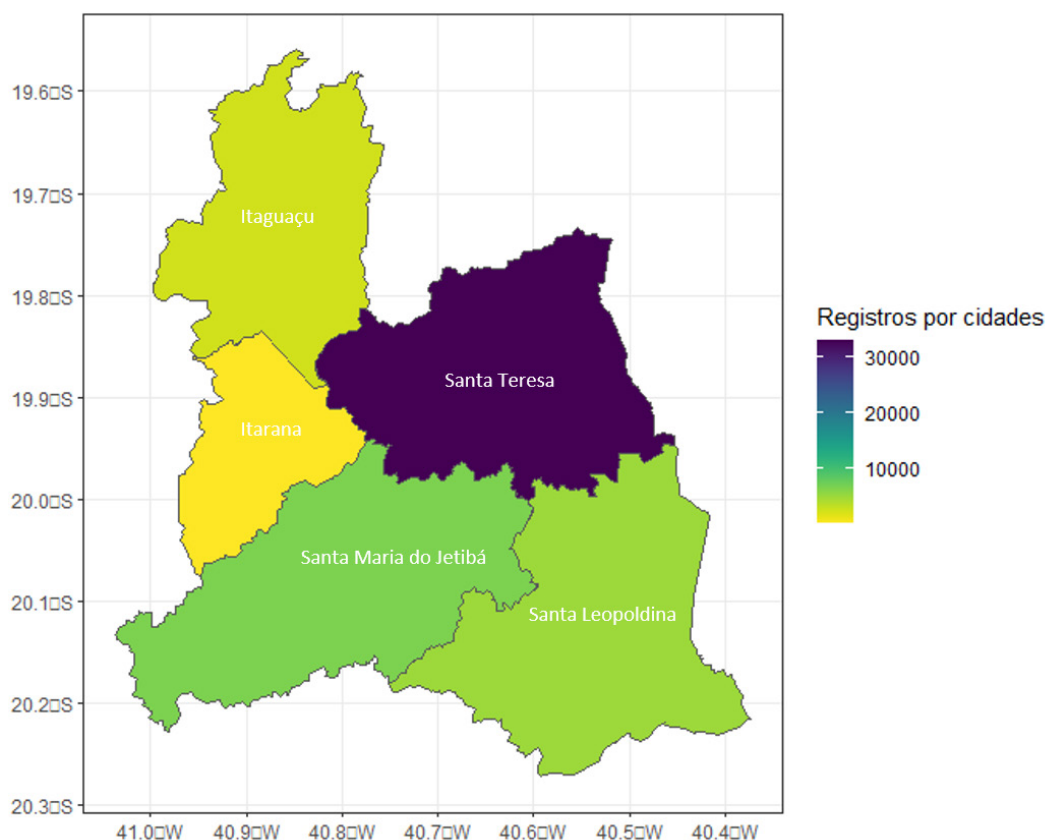 19.6□S
19.7□S
19.8□S
19.9□S
20.0□S
20.1□S
20.2□S
20.3□S
Itaguaçu
Santa Teresa
Itarana
Santa Maria do Jetibá
Santa Leopoldina
41.0□W 40.9□W 40.8□W 40.7□W 40.6□W 40.5□W 40.4□W
Registros por cidades
30000
20000
10000